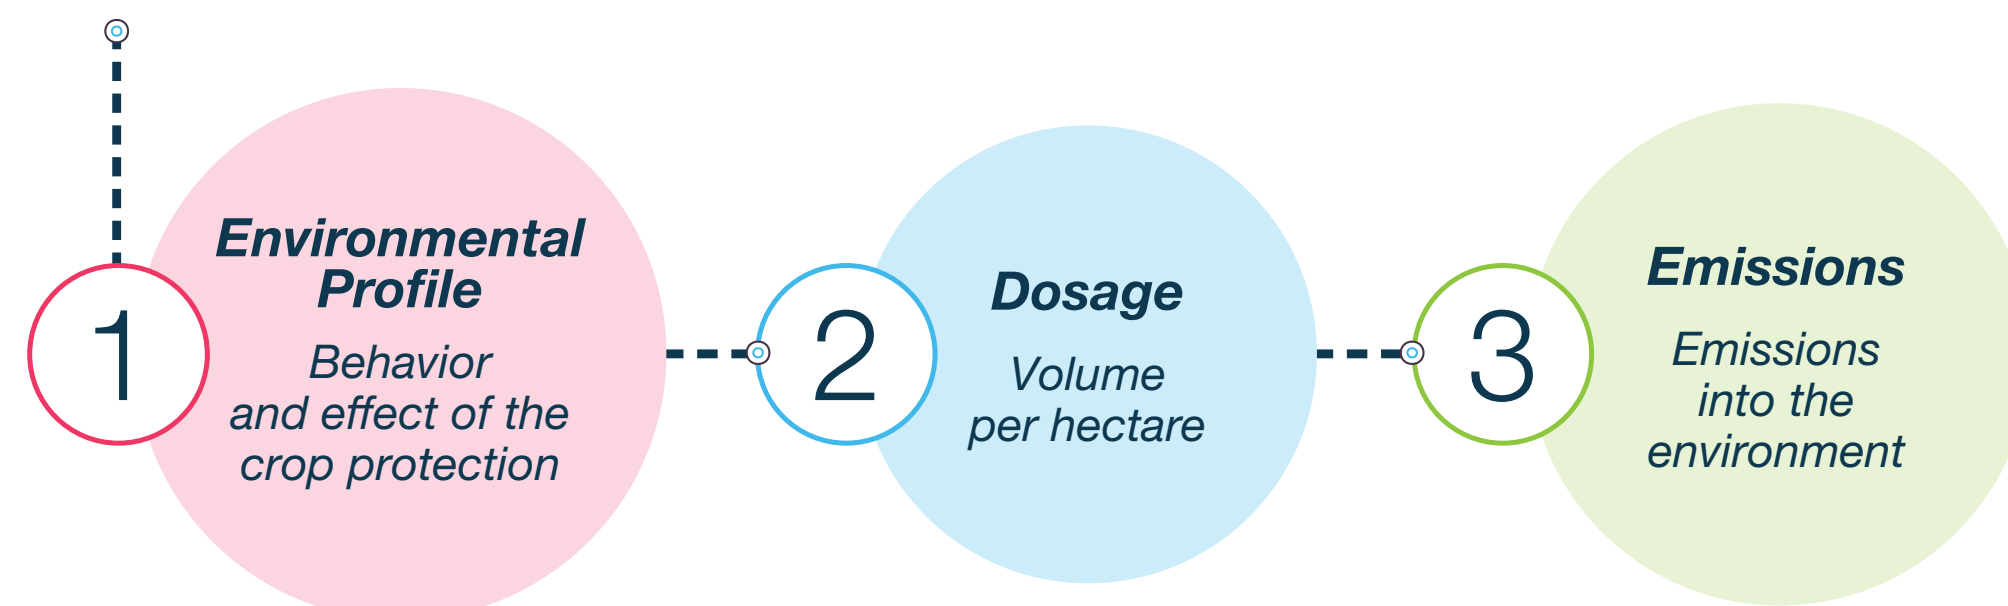 1
Environmental
Profile
Behavior
and effect of the
crop protection
2
Dosage
Volume
per hectare
3
Emissions
Emissions
into the
environment